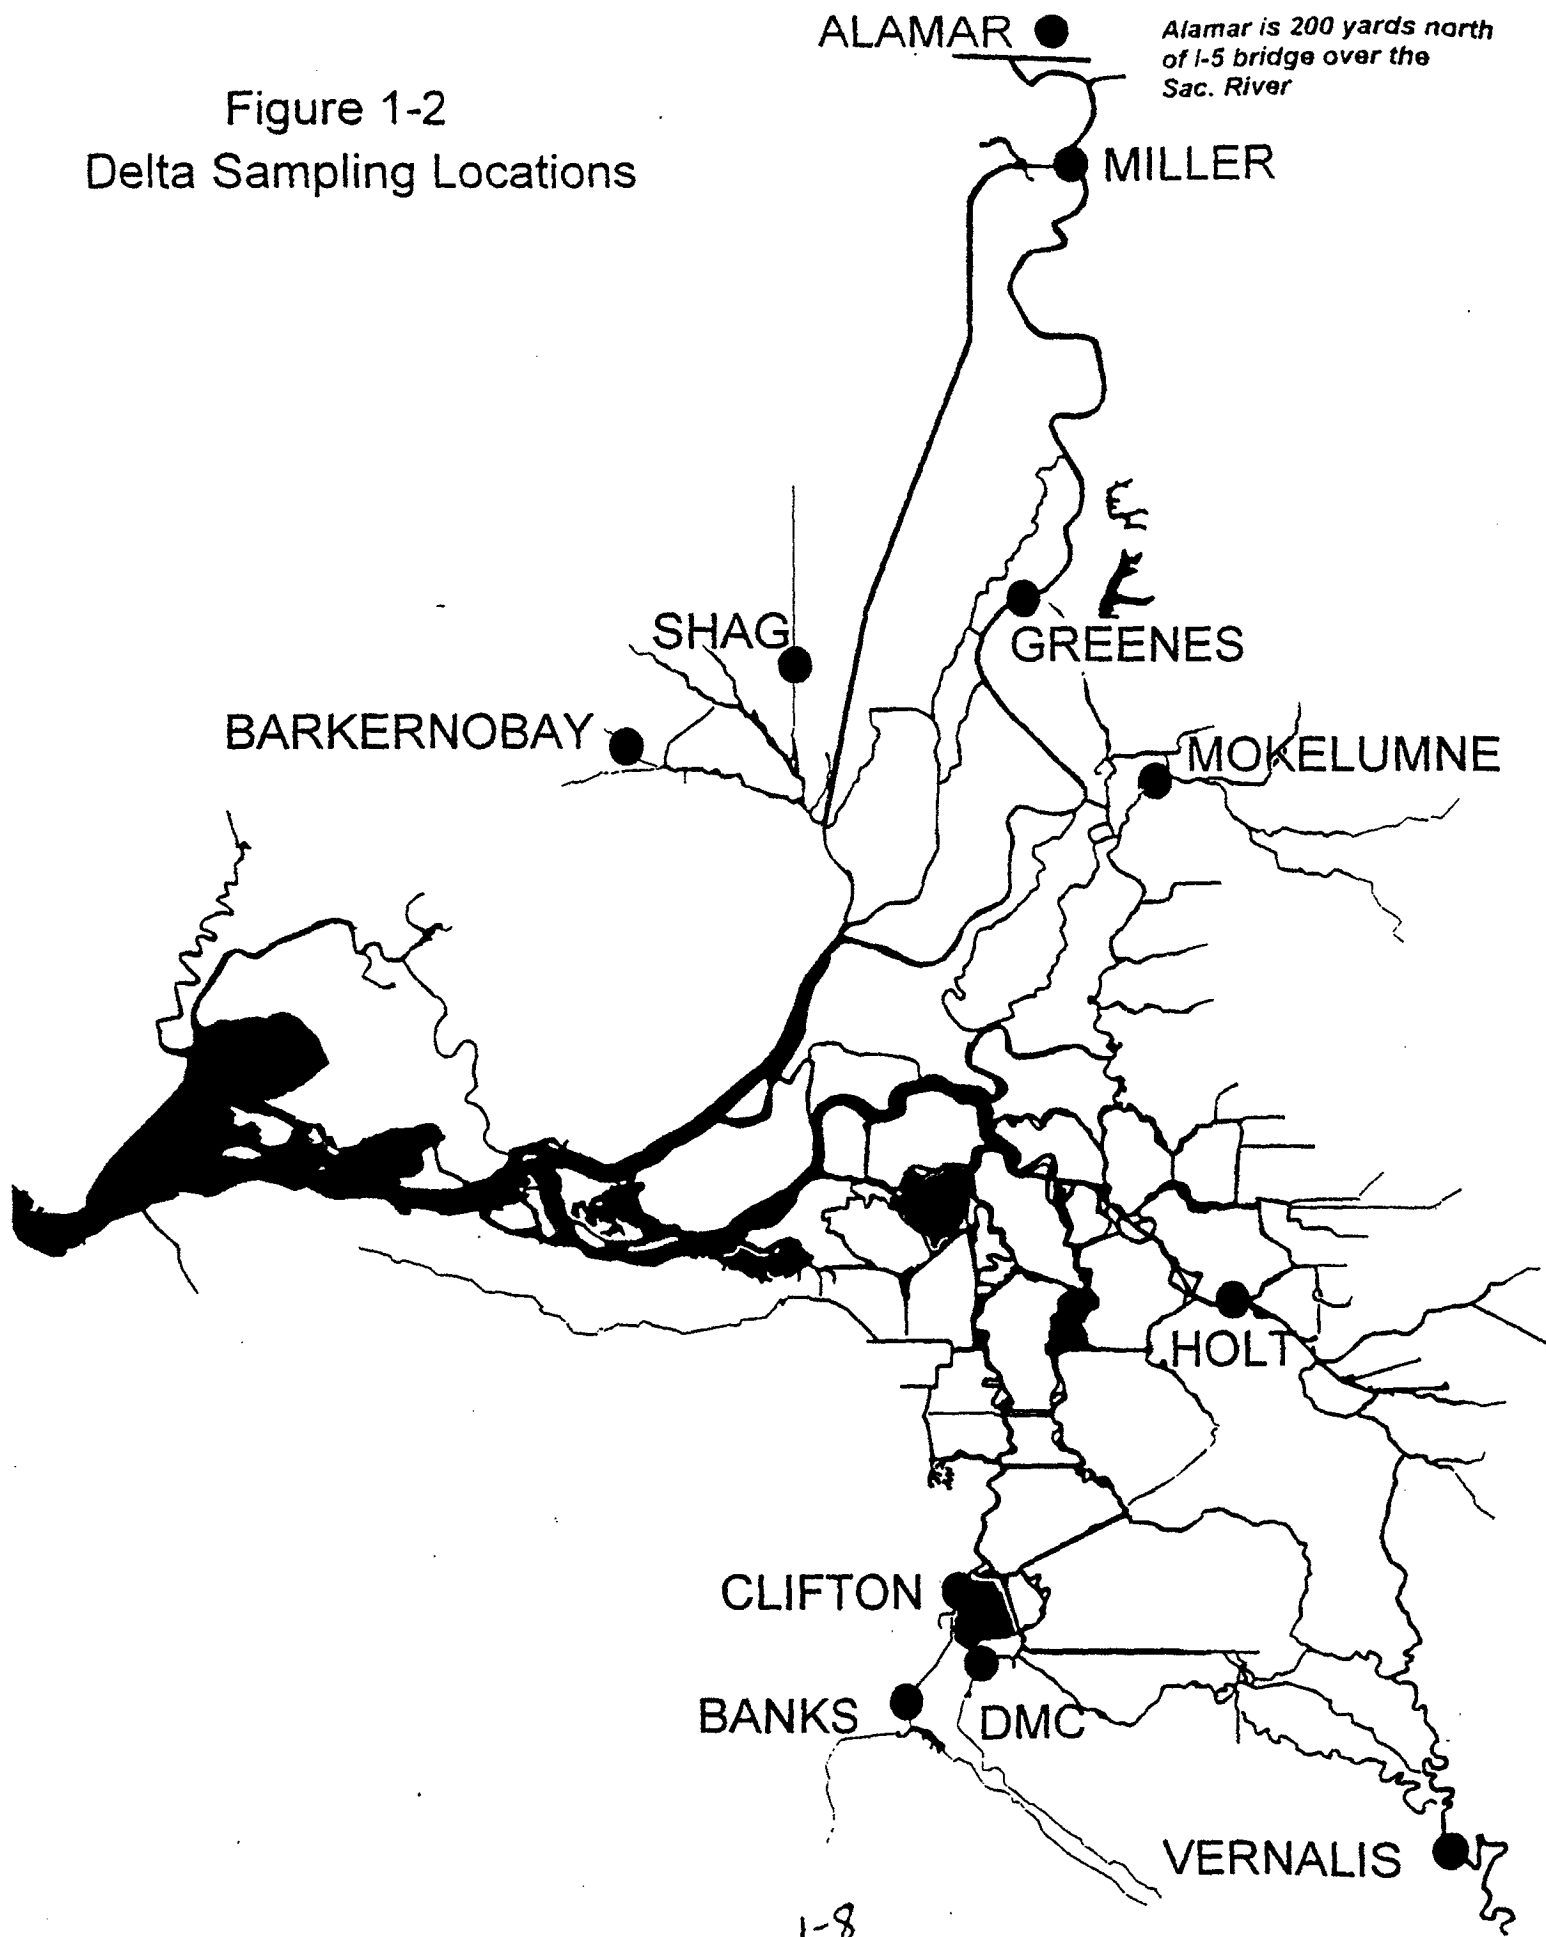 ALAMAR
Alamar is 200 yards north
of I-5 bridge over the
Sac. River
Figure 1-2
Delta Sampling Locations
MILLER
GREENES
SHAG
BARKERNOBAY
MOKELUMNE
HOLT
CLIFTON
BANKS
DMC
VERNALIS
1-8